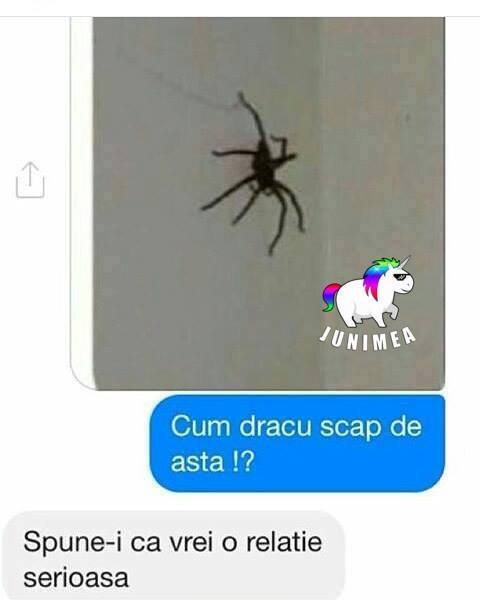 JUNIMEA
Cum dracu scap de
asta !?
Spune-i ca vrei o relatie
serioasa